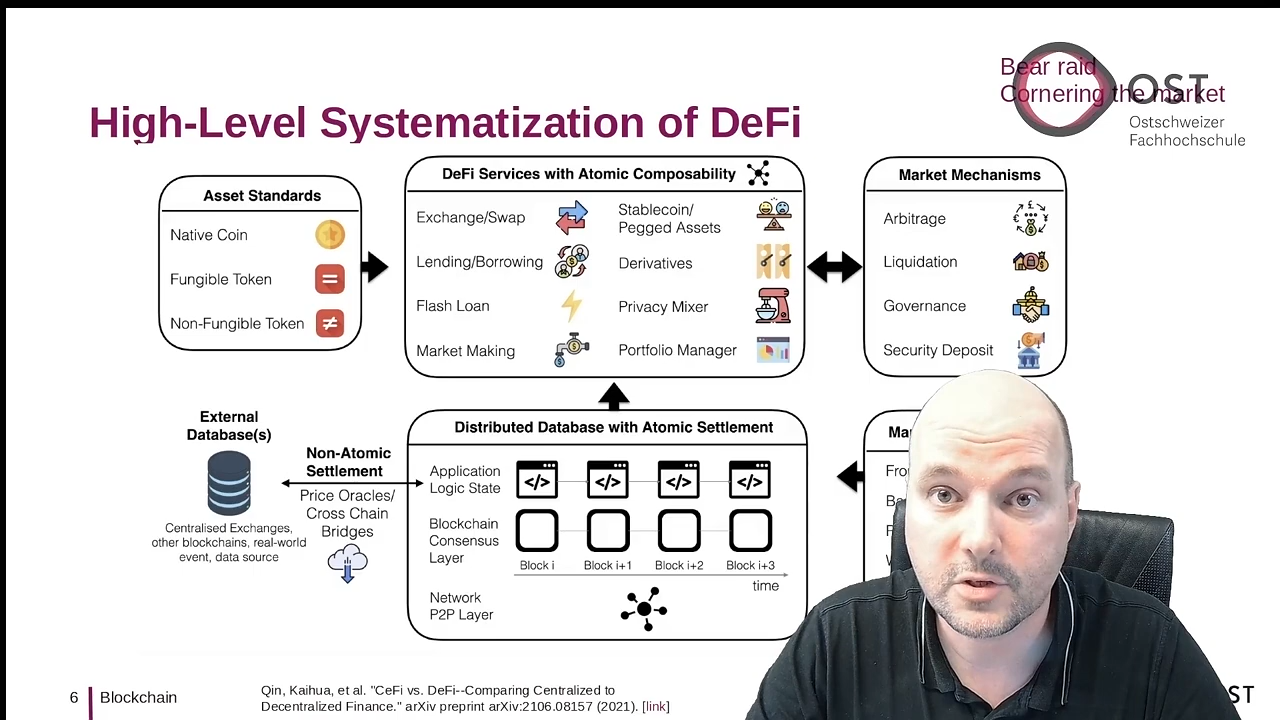 Bear raid
Cornering the market
OST
Ostschweizer
Fachhochschule
High-Level Systematization of DeFi
Asset Standards
Native Coin
Fungible Token
Non-Fungible Token
DeFi Services with Atomic Composability
Exchange/Swap
Lending/Borrowing
Flash Loan
Market Making
Stablecoin/
Pegged Assets
Derivatives
Privacy Mixer
Portfolio Manager
Market Mechanisms
Arbitrage
Liquidation
Governance
Security Deposit
External
Database(s)
Centralised Exchanges,
other blockchains, real-world
event, data source
Non-Atomic
Settlement
Price Oracles/
Cross Chain
Bridges
Distributed Database with Atomic Settlement
Application
Logic State
</> </> </> </>
Blockchain
Consensus
Layer
Block i Block i+1 Block i+2 Block i+3
time
Network
P2P Layer
6 Blockchain
Qin, Kaihua, et al. "CeFi vs. DeFi--Comparing Centralized to
Decentralized Finance." arXiv preprint arXiv:2106.08157 (2021). [link]